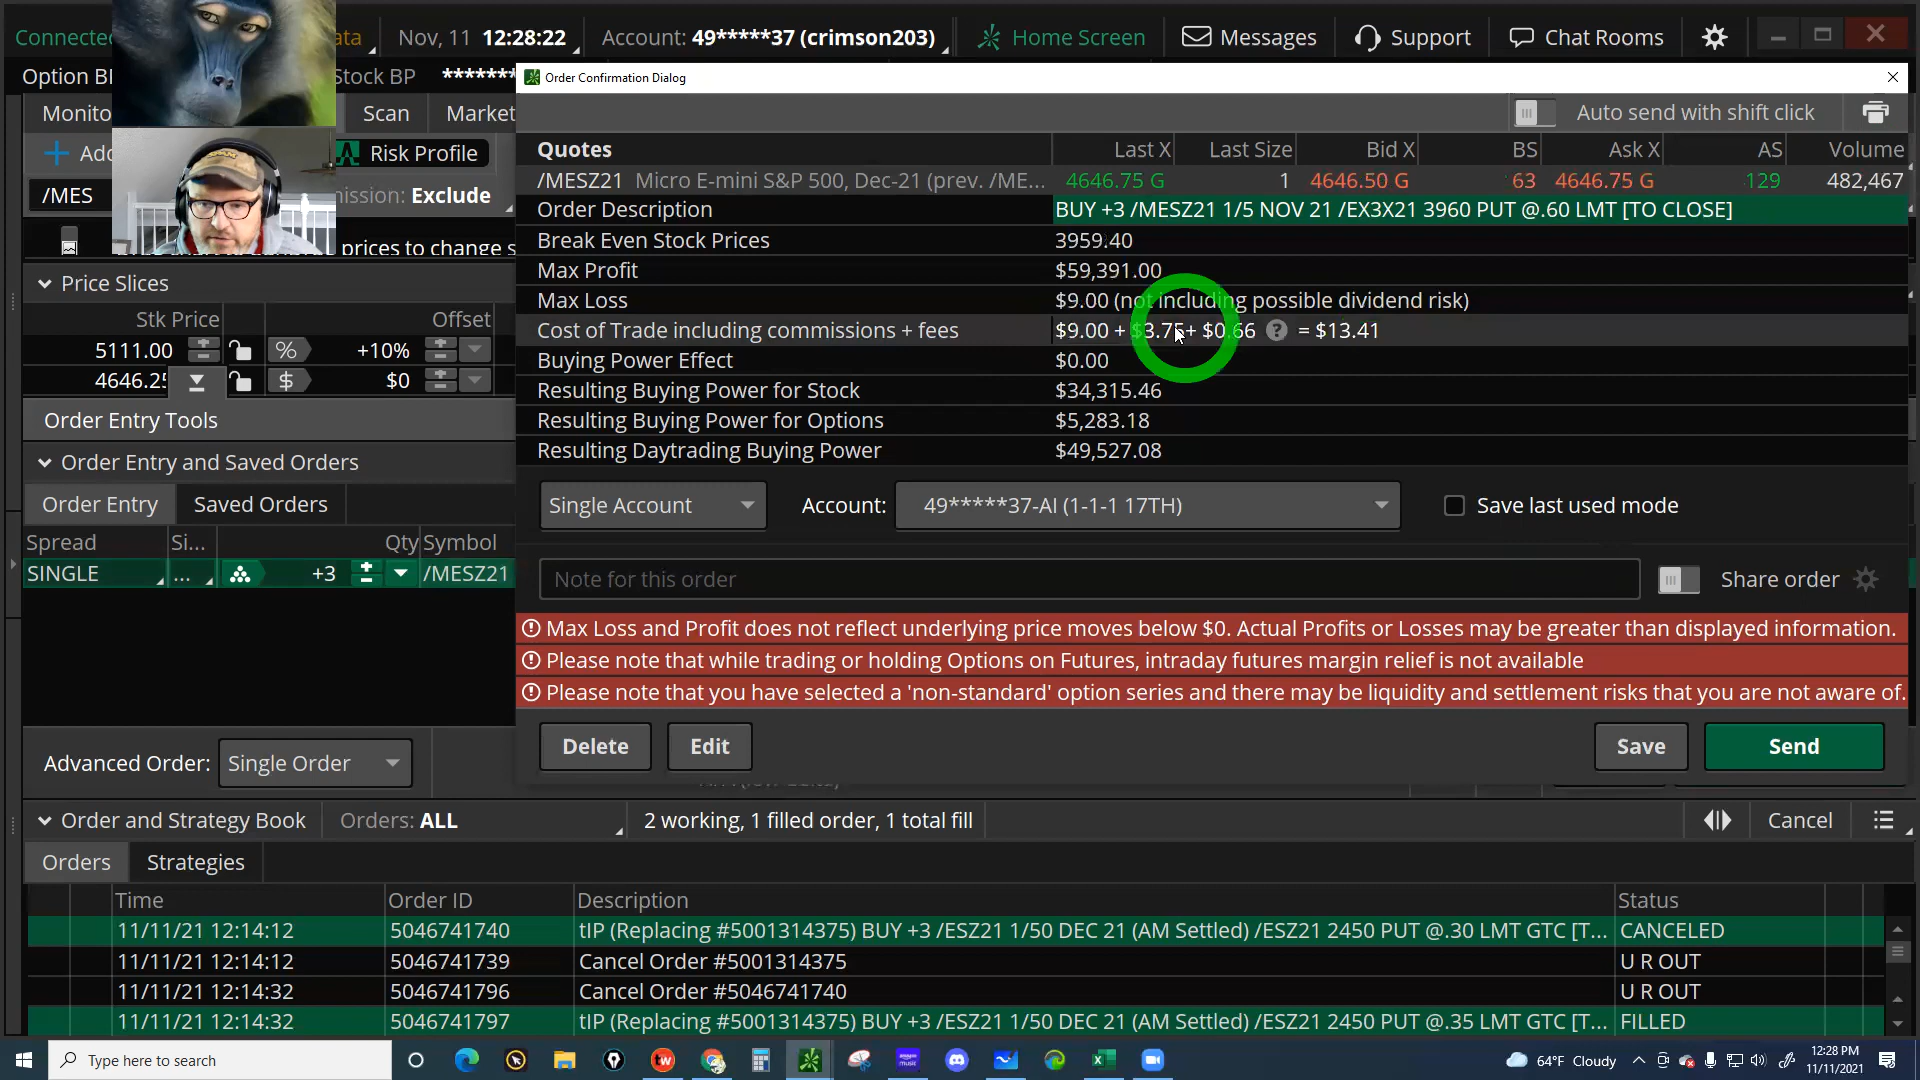 Connected
ata
Nov, 11 12:28:22
Account: 49*****37 (crimson203)
Home Screen
Messages
Support
Chat Rooms
Option BP
Stock BP
*******
Order Confirmation Dialog
Monito
Scan
Market
Auto send with shift click
Add
Risk Profile
Quotes Last X Last Size Bid X BS Ask X AS Volume
/MES
Exclude
/MESZ21 Micro E-mini S&P 500, Dec-21 (prev. /ME... 4646.75 G 1 4646.50 G 63 4646.75 G 129 482,467
Order Description BUY +3 /MESZ21 1/5 NOV 21 /EX3X21 3960 PUT @.60 LMT [TO CLOSE]
prices to change s
Break Even Stock Prices 3959.40
Max Profit $59,391.00
Max Loss $9.00 (not including possible dividend risk)
Cost of Trade including commissions + fees $9.00 + $3.75+ $0.66 ? = $13.41
Buying Power Effect $0.00
Resulting Buying Power for Stock $34,315.46
Resulting Buying Power for Options $5,283.18
Resulting Daytrading Buying Power $49,527.08
Price Slices
Stk Price Offset
5111.00 % +10%
4646.25 $ $0
Order Entry Tools
Order Entry and Saved Orders
Order Entry Saved Orders
Single Account
Account: 49*****37-AI (1-1-1 17TH)
Save last used mode
Spread Si... Qty Symbol
SINGLE ... +3 /MESZ21
Note for this order
Share order
Max Loss and Profit does not reflect underlying price moves below $0. Actual Profits or Losses may be greater than displayed information.
Please note that while trading or holding Options on Futures, intraday futures margin relief is not available
Please note that you have selected a 'non-standard' option series and there may be liquidity and settlement risks that you are not aware of.
Delete Edit Save Send
Advanced Order: Single Order
Order and Strategy Book
Orders: ALL
2 working, 1 filled order, 1 total fill
Cancel
Orders Strategies
Time Order ID Description Status
11/11/21 12:14:12 5046741740 tIP (Replacing #5001314375) BUY +3 /ESZ21 1/50 DEC 21 (AM Settled) /ESZ21 2450 PUT @.30 LMT GTC [T... CANCELED
11/11/21 12:14:12 5046741739 Cancel Order #5001314375 U R OUT
11/11/21 12:14:32 5046741796 Cancel Order #5046741740 U R OUT
11/11/21 12:14:32 5046741797 tIP (Replacing #5001314375) BUY +3 /ESZ21 1/50 DEC 21 (AM Settled) /ESZ21 2450 PUT @.35 LMT GTC [T... FILLED
Type here to search
64°F Cloudy
12:28 PM
11/11/2021